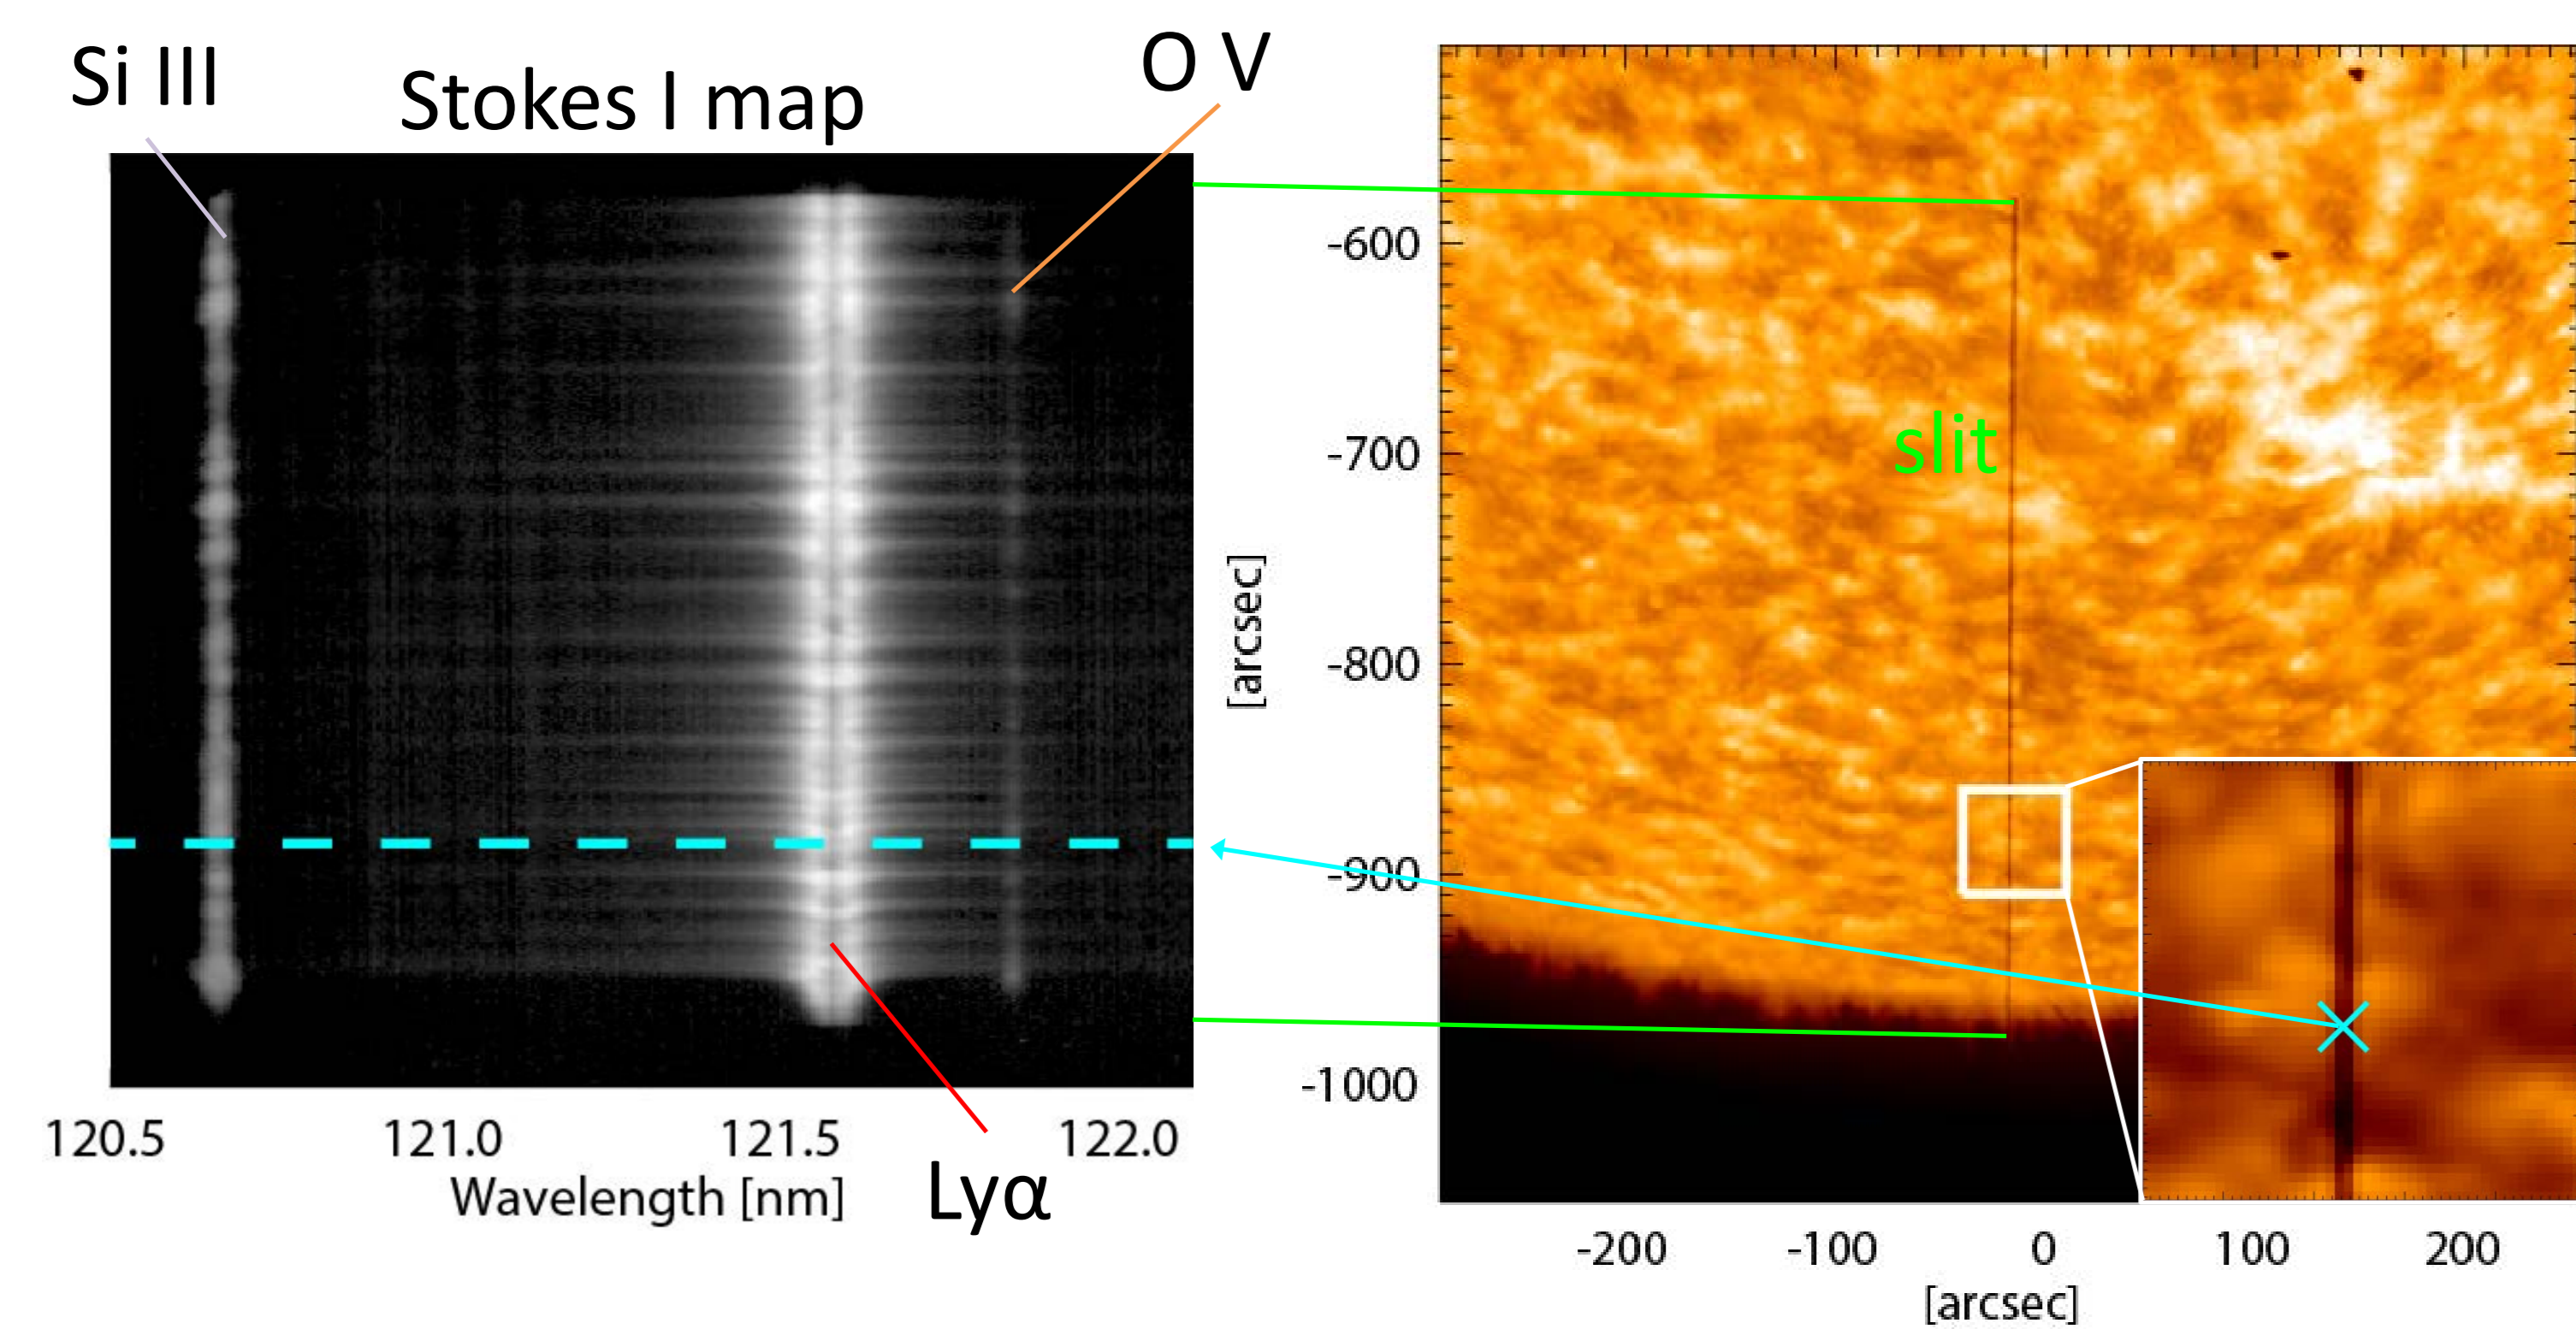 Si III
Stokes I map
O V
120.5
121.0
121.5
122.0
Wavelength [nm]
Lyα
[arcsec]
-600
-700
-800
-900
-1000
slit
-200
-100
0
100
200
[arcsec]